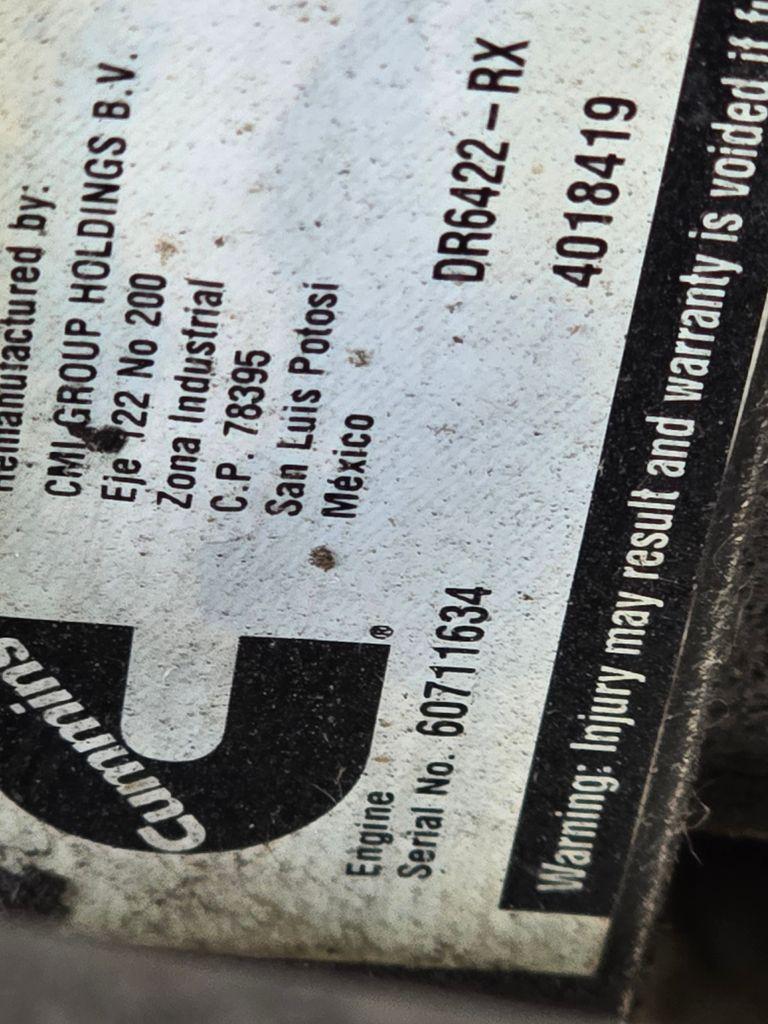 Remanufactured by:
CMI GROUP HOLDINGS B.V.
Eje 122 No 200
Zona Industrial
C.P. 78395
San Luis Potosí
México
Cummins
®
Engine
Serial No. 60711634
DR6422-RX
4018419
Warning: Injury may result and warranty is voided if